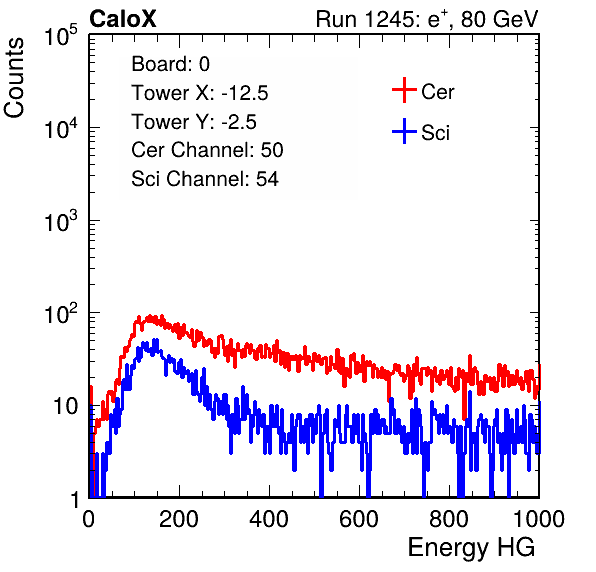 CaloX Run 1245: e⁺, 80 GeV
Counts
Board: 0
Tower X: -12.5
Tower Y: -2.5
Cer Channel: 50
Sci Channel: 54
Cer
Sci
10⁵
10⁴
10³
10²
10
1
0 200 400 600 800 1000
Energy HG